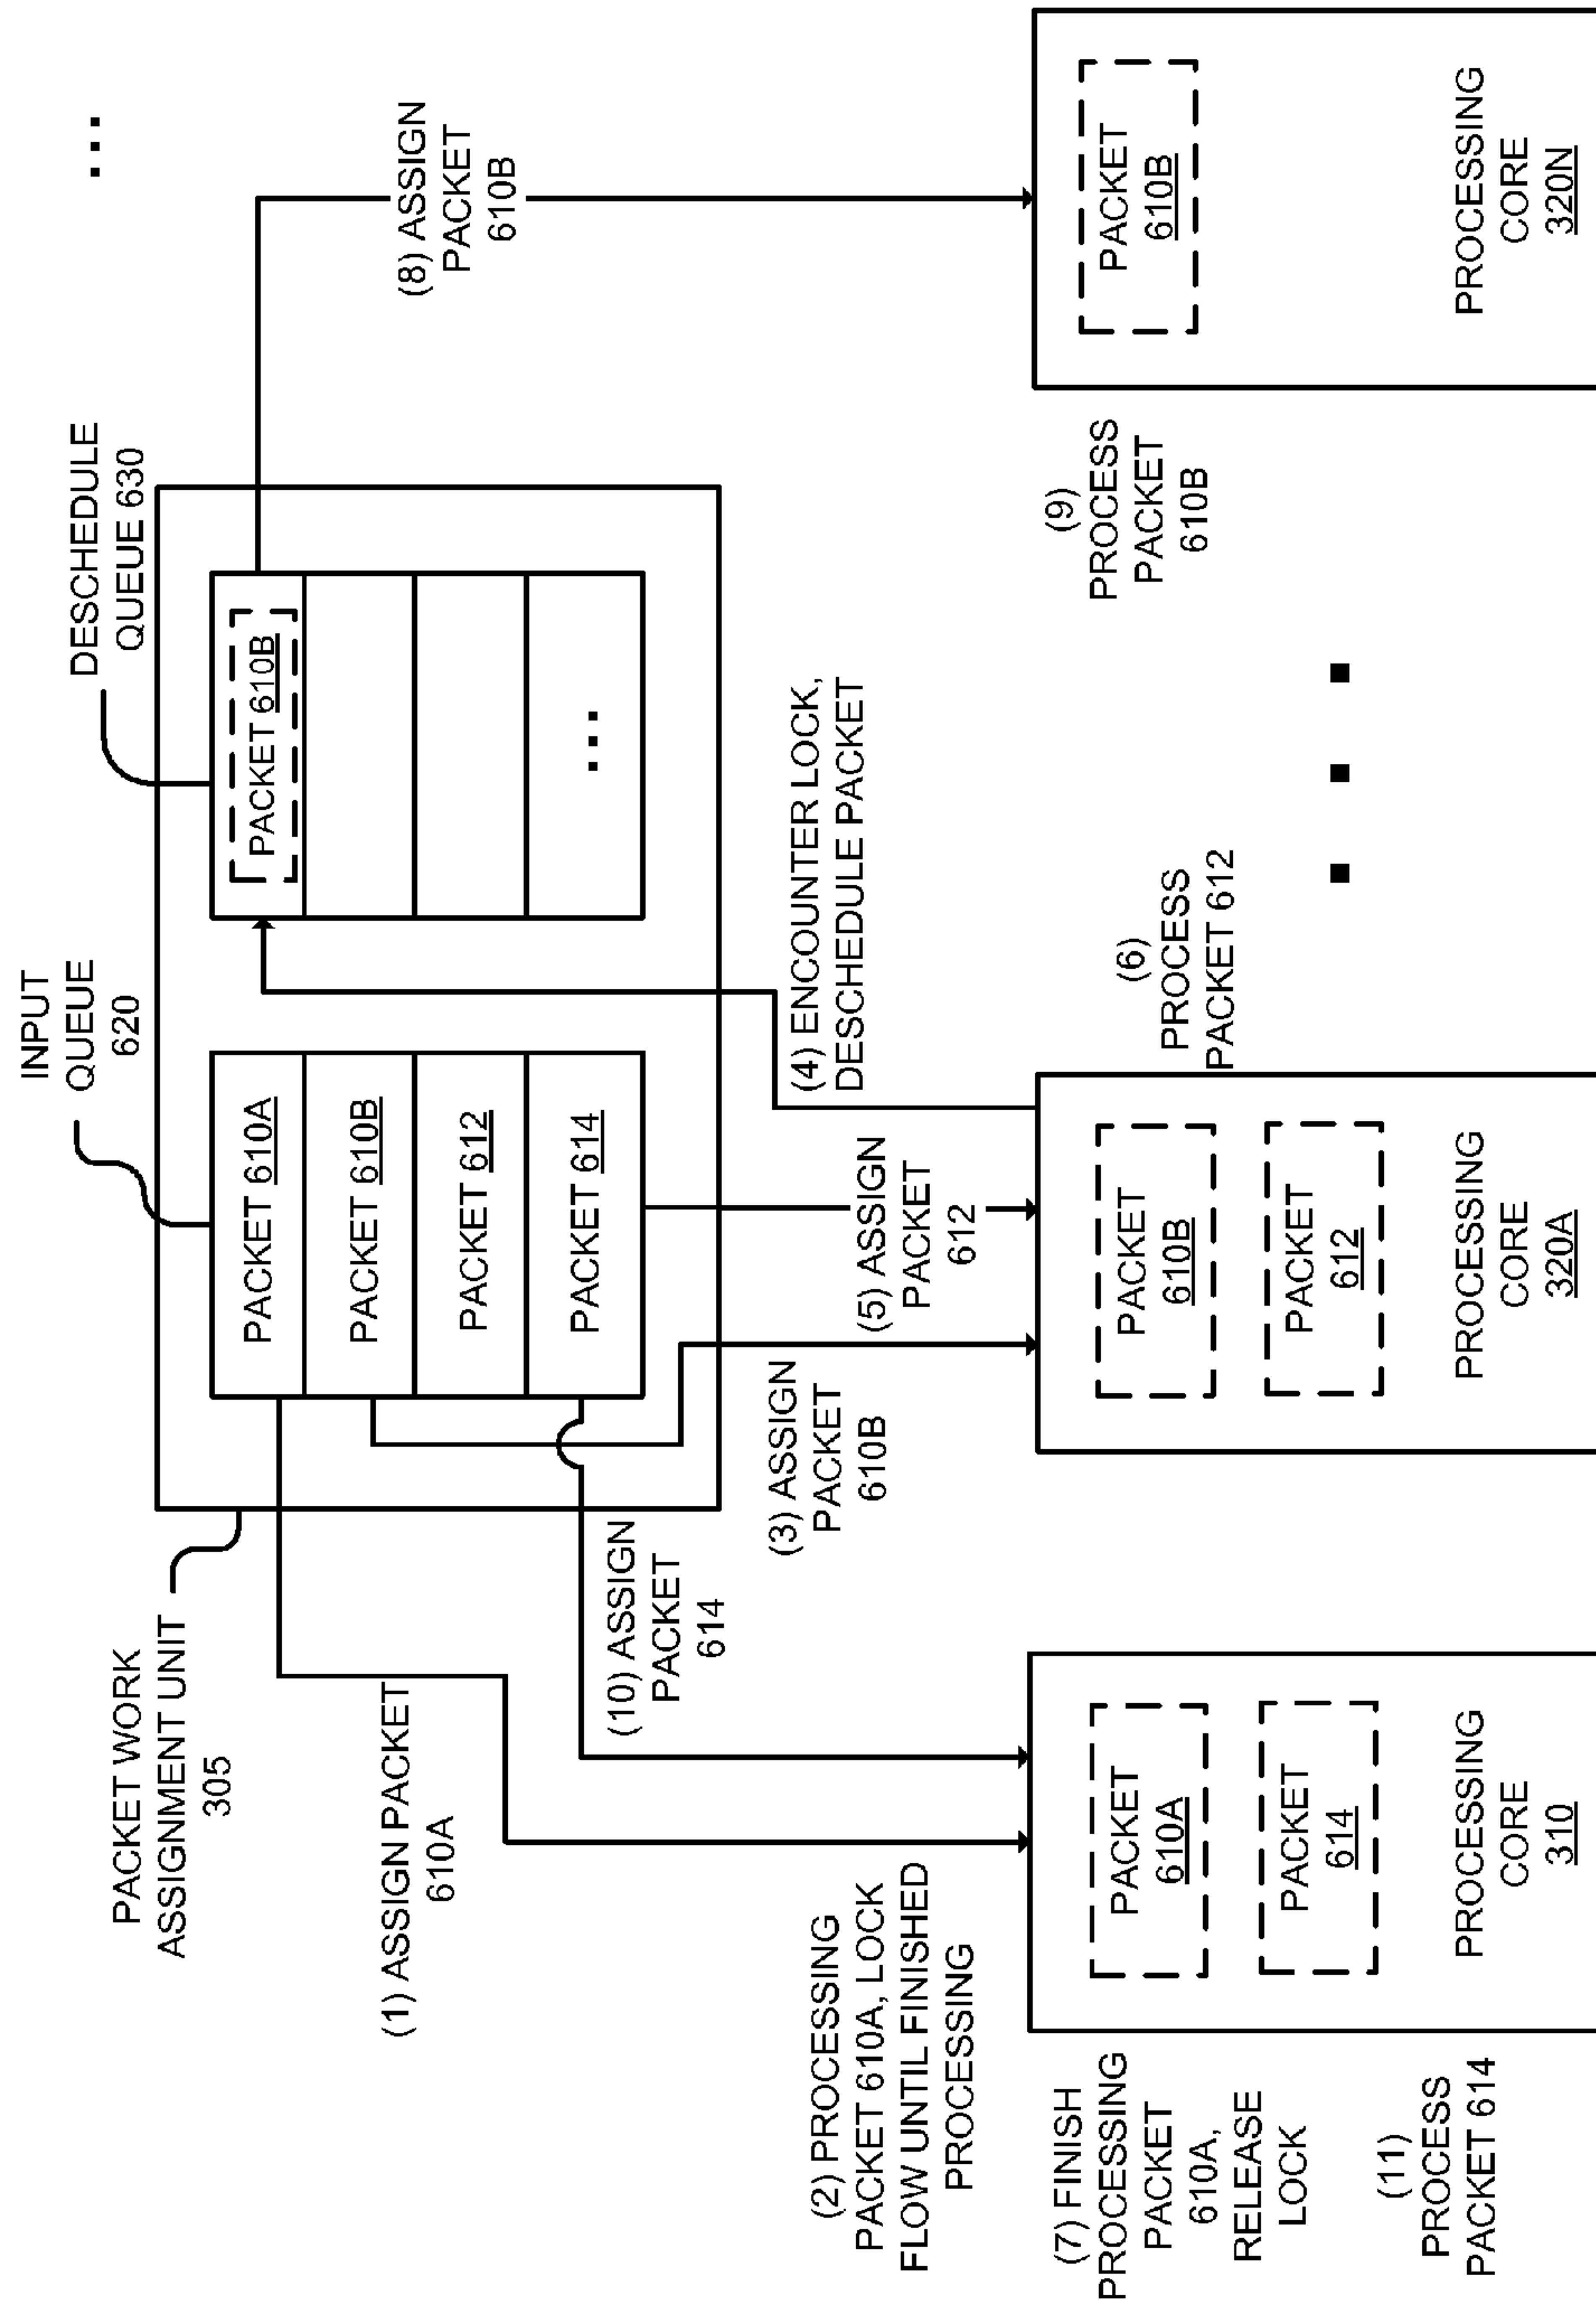 INPUT
QUEUE
620
DESCHEDULE
QUEUE 630
...
PACKET WORK
ASSIGNMENT UNIT
305
PACKET 610A
PACKET 610B
PACKET 612
PACKET 614
PACKET 610B
...
(1) ASSIGN PACKET
610A
(10) ASSIGN
PACKET
614
(3) ASSIGN
PACKET
610B
(5) ASSIGN
PACKET
612
(4) ENCOUNTER LOCK,
DESCHEDULE PACKET
(8) ASSIGN
PACKET
610B
(2) PROCESSING
PACKET 610A, LOCK
FLOW UNTIL FINISHED
PROCESSING
(7) FINISH
PROCESSING
PACKET
610A,
RELEASE
LOCK
(11)
PROCESS
PACKET 614
PACKET
610A
PACKET
614
PROCESSING
CORE
310
PACKET
610B
PACKET
612
PROCESSING
CORE
320A
(6)
PROCESS
PACKET 612
(9)
PROCESS
PACKET
610B
PACKET
610B
PROCESSING
CORE
320N